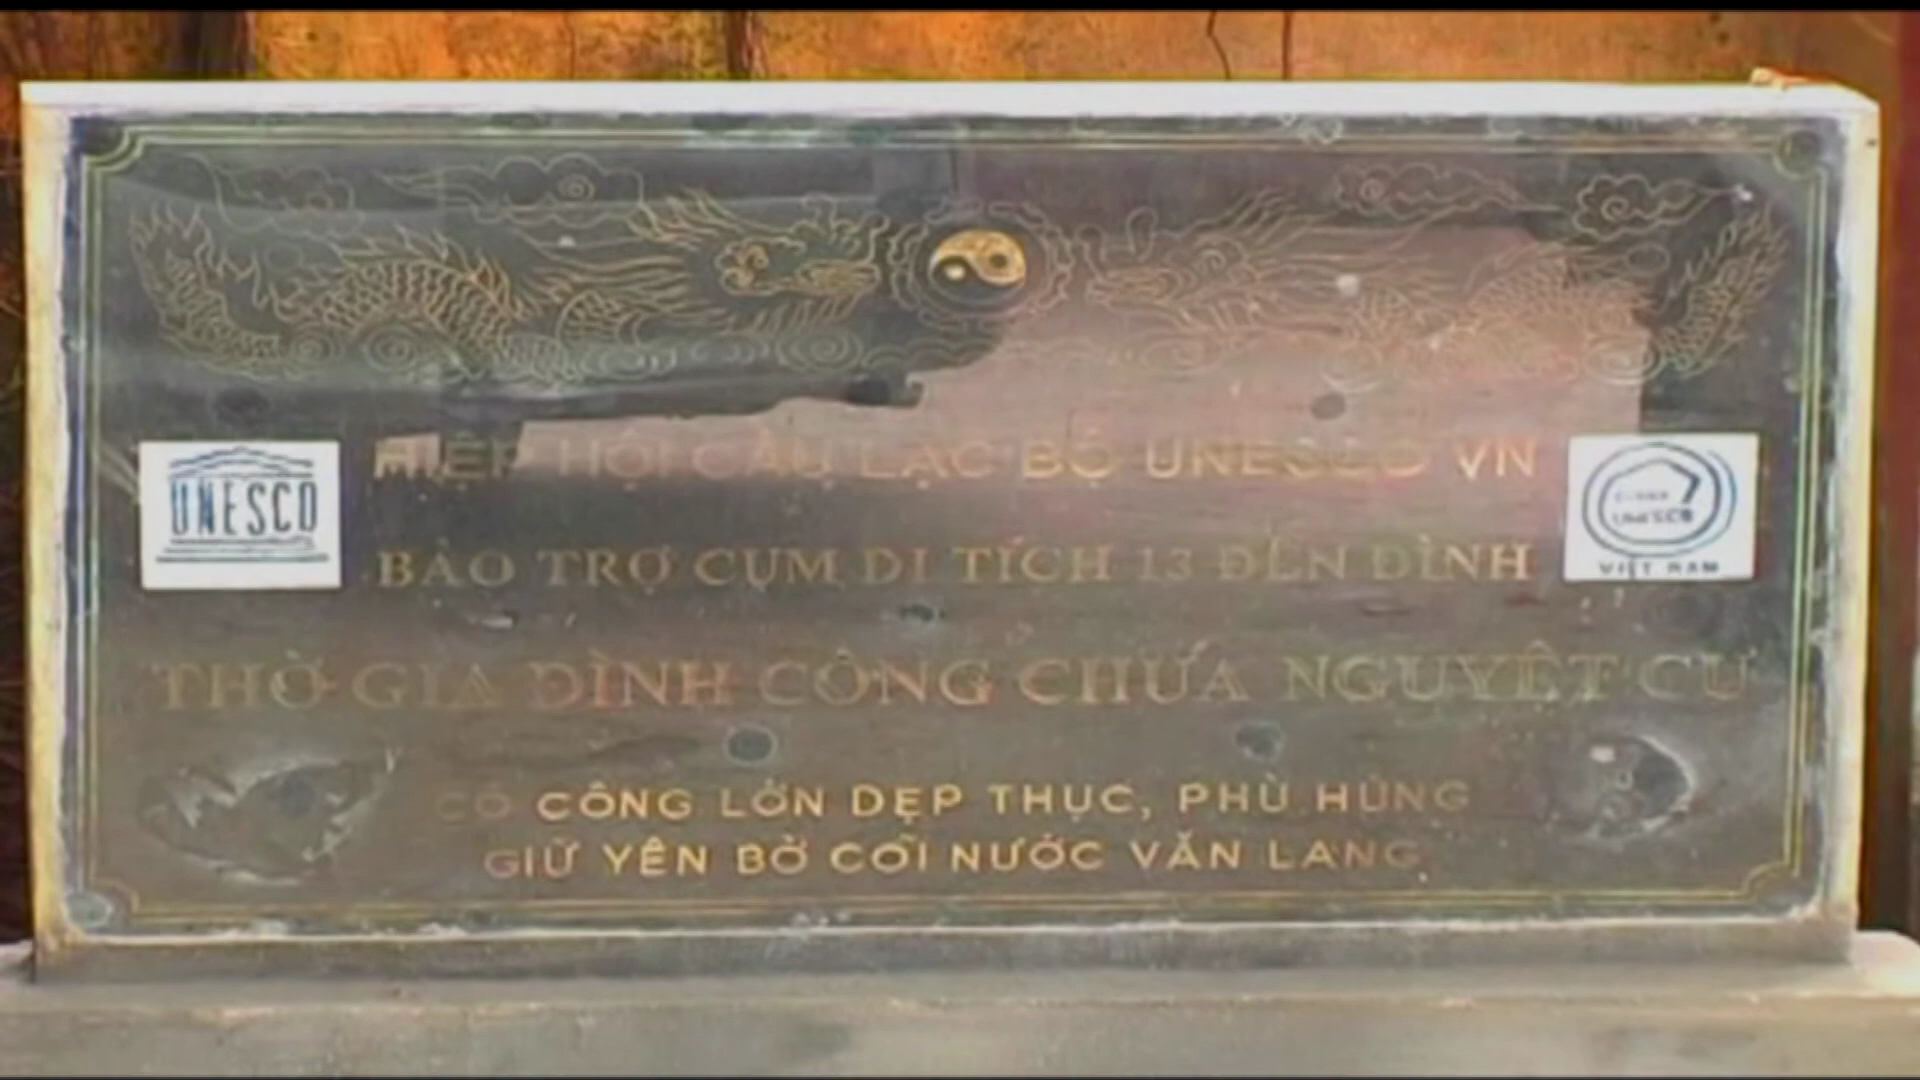 HIỆP HỘI CÂU LẠC BỘ UNESCO VN
UNESCO
UNESCO
VIỆT NAM
BẢO TRỢ CỤM DI TÍCH 13 ĐỀN ĐÌNH
THỜ GIA ĐÌNH CÔNG CHÚA NGUYỆT CƯ
CÓ CÔNG LỚN DẸP THỤC, PHÙ HÙNG
GIỮ YÊN BỜ CÕI NƯỚC VĂN LANG